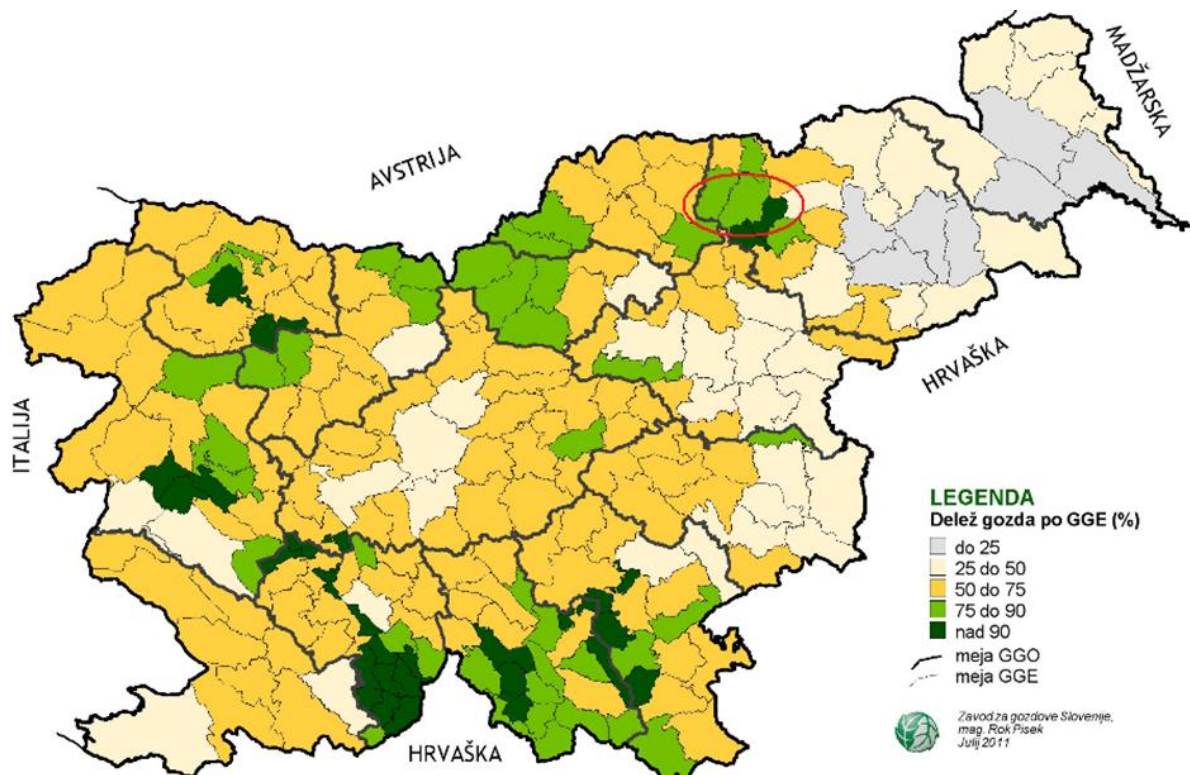 MADŽARSKA
AVSTRIJA
HRVAŠKA
ITALIJA
LEGENDA
Delež gozda po GGE (%)
do 25
25 do 50
50 do 75
75 do 90
nad 90
meja GGO
meja GGE
Zavod za gozdove Slovenije,
mag. Rok Pisek
Julij 2011
HRVAŠKA